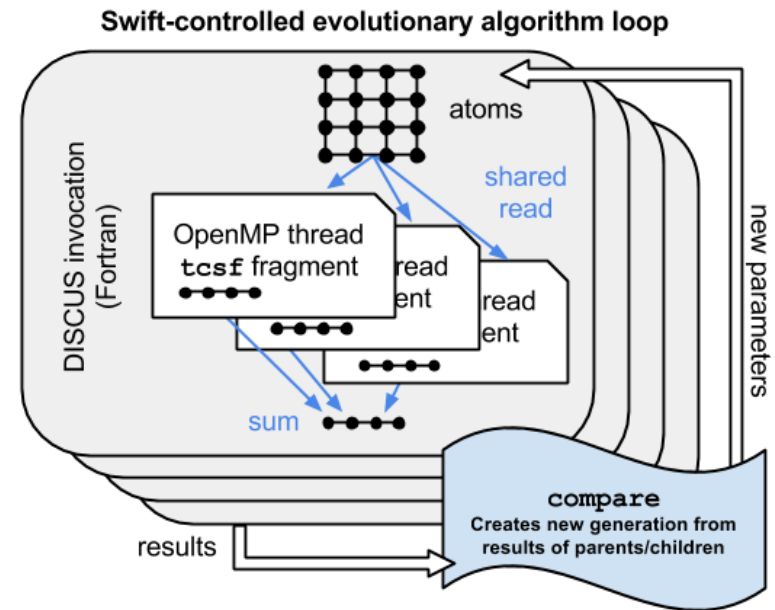 Swift-controlled evolutionary algorithm loop
atoms
shared
read
DISCUS invocation
(Fortran)
OpenMP thread
tcsf fragment
read
ent
read
ent
sum
new parameters
compare
Creates new generation from
results of parents/children
results